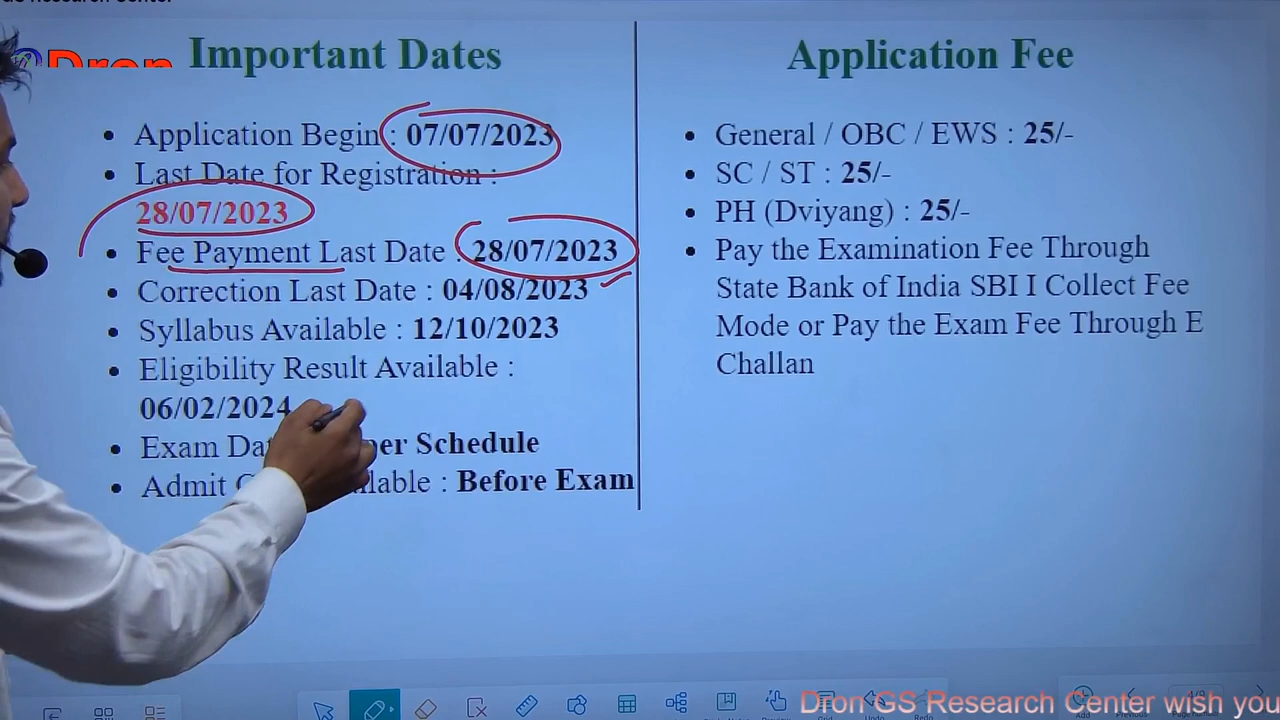 GS Research Center
Dron
Important Dates
Application Begin : 07/07/2023
Last Date for Registration :
28/07/2023
Fee Payment Last Date : 28/07/2023
Correction Last Date : 04/08/2023
Syllabus Available : 12/10/2023
Eligibility Result Available :
06/02/2024
Exam per Schedule
Admit : Before Exam
Application Fee
General / OBC / EWS : 25/-
SC / ST : 25/-
PH (Dviyang) : 25/-
Pay the Examination Fee Through
State Bank of India SBI I Collect Fee
Mode or Pay the Exam Fee Through E
Challan
Dron GS Research Center wish you